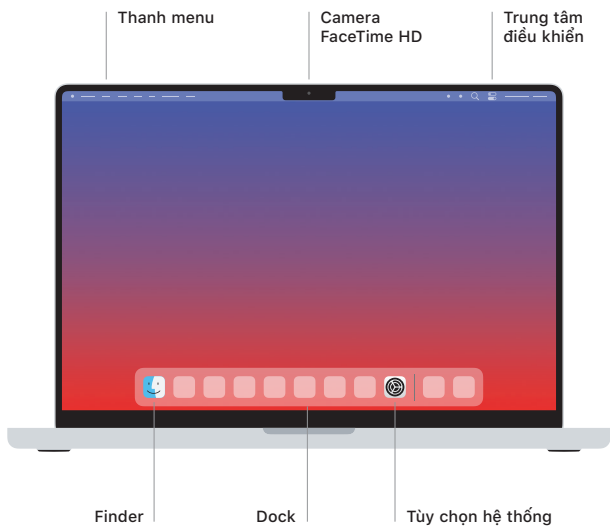 Thanh menu
Camera
FaceTime HD
Trung tâm
điều khiển
Finder
Dock
Tùy chọn hệ thống